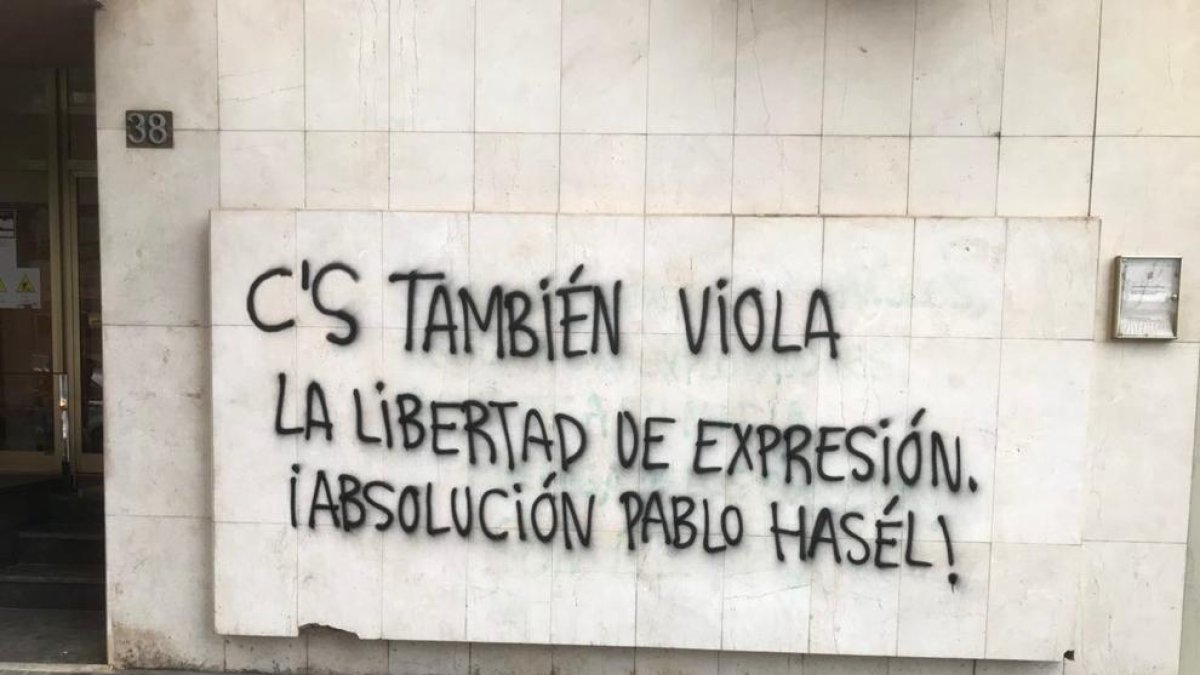 38
C'S TAMBIÉN VIOLA
LA LIBERTAD DE EXPRESIÓN.
¡ABSOLUCIÓN PABLO HASÉL!